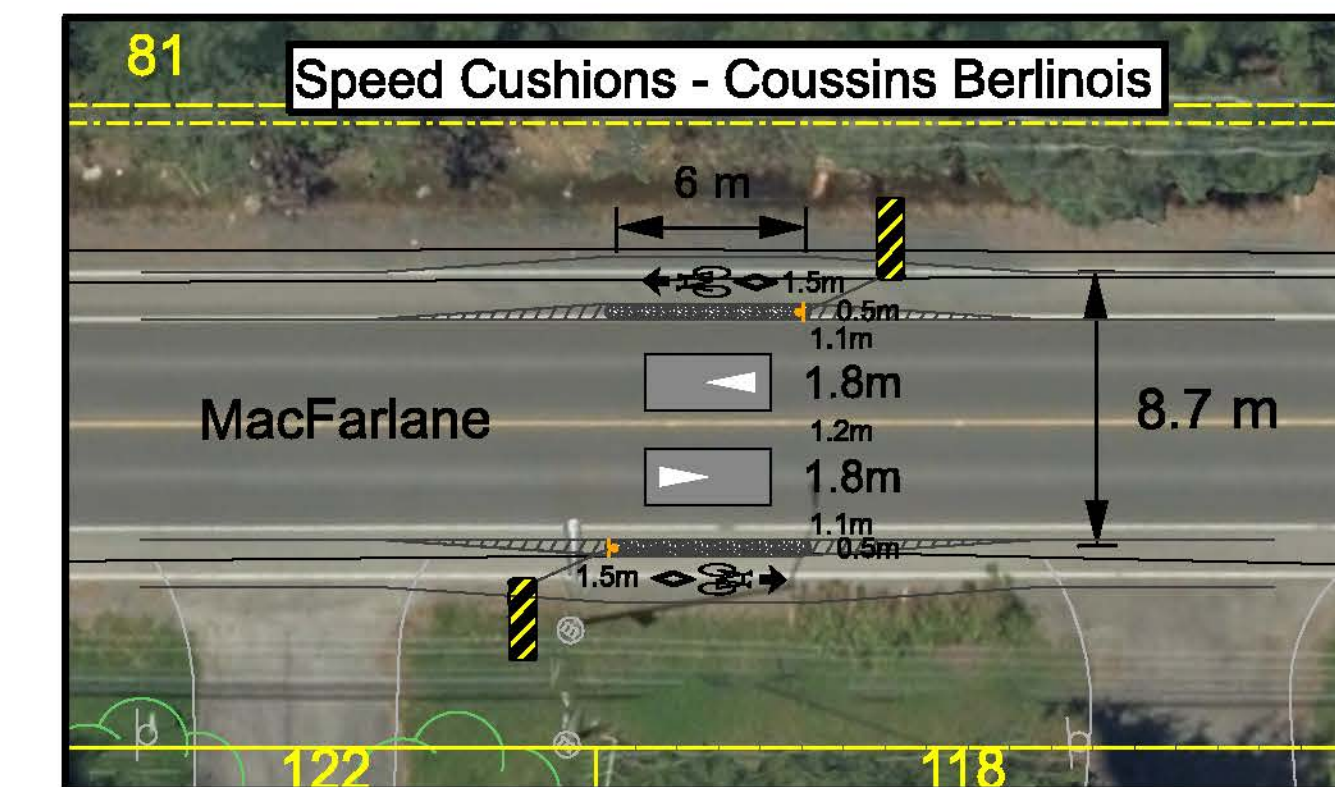 81
Speed Cushions - Coussins Berlinois
6 m
1.5m
0.5m
1.1m
1.8m
MacFarlane
8.7 m
1.2m
1.8m
1.1m
0.5m
1.5m
122
118